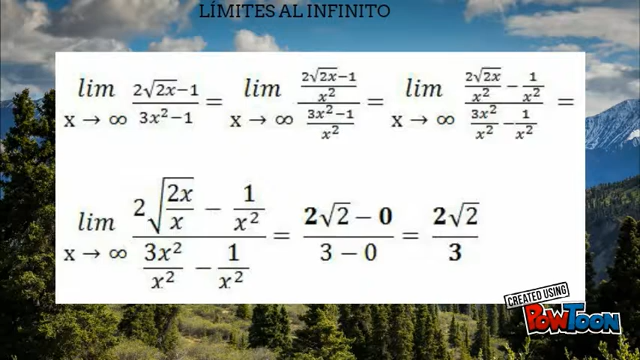 LÍMITES AL INFINITO
lim x → ∞ (2√2x−1)/(3x²−1) = lim x → ∞ ((2√2x−1)/x²)/((3x²−1)/x²) = lim x → ∞ (2√2x/x² − 1/x²)/(3x²/x² − 1/x²) =
lim x → ∞ (2√(2x/x) − 1/x²)/(3x²/x² − 1/x²) = (2√2 − 0)/(3 − 0) = 2√2/3
CREATED USING
POWTOON